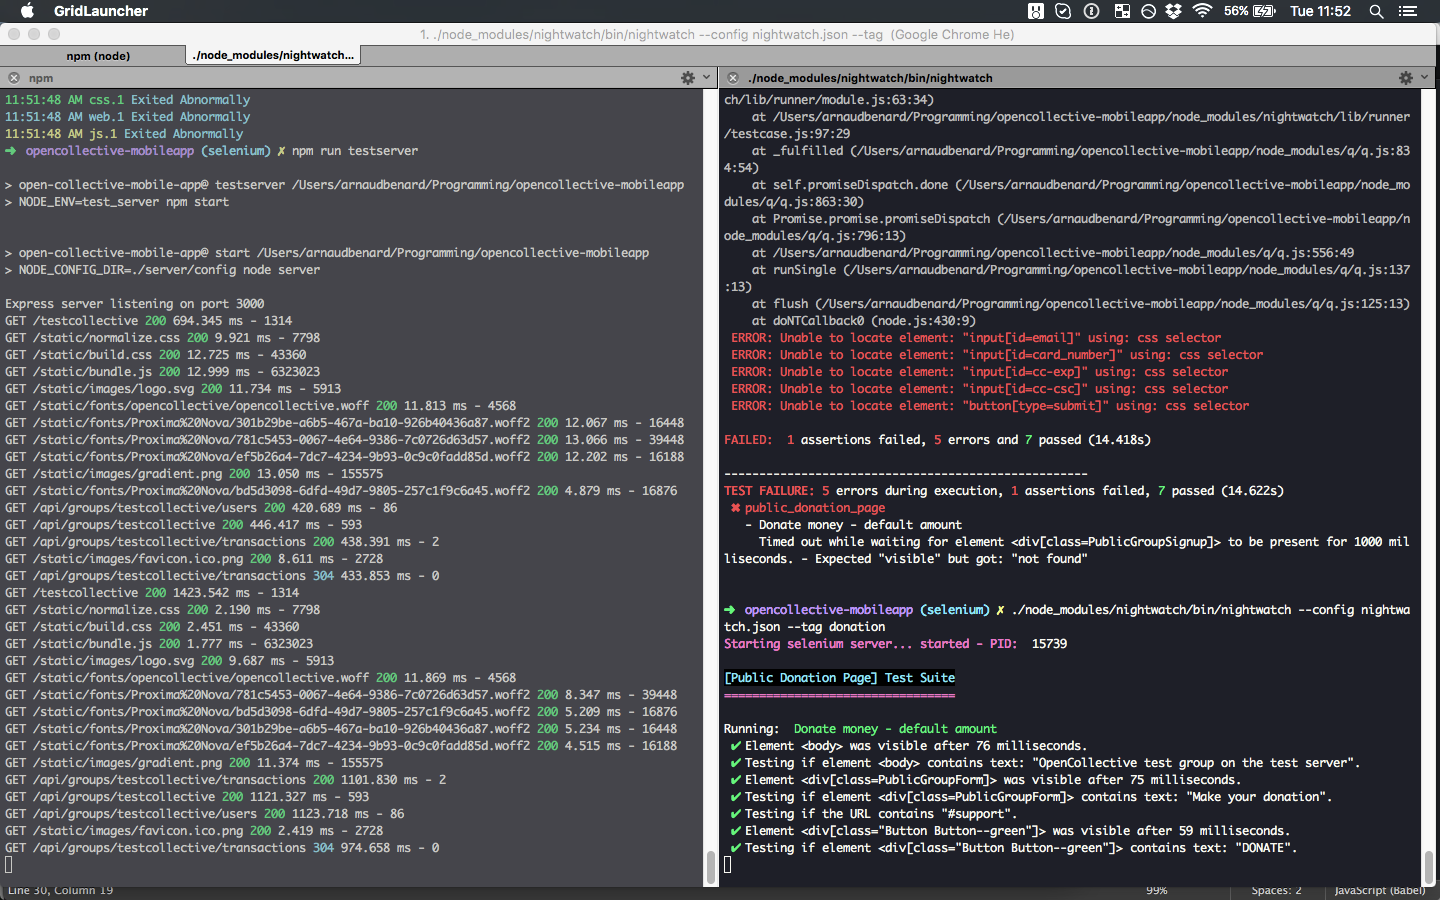 GridLauncher
56%
Tue 11:52
1. ./node_modules/nightwatch/bin/nightwatch --config nightwatch.json --tag (Google Chrome He)
npm (node)
./node_modules/nightwatch...
npm
11:51:48 AM css.1 Exited Abnormally
11:51:48 AM web.1 Exited Abnormally
11:51:48 AM js.1 Exited Abnormally
➜ opencollective-mobileapp (selenium) ✗ npm run testserver
> open-collective-mobile-app@ testserver /Users/arnaudbenard/Programming/opencollective-mobileapp
> NODE_ENV=test_server npm start
> open-collective-mobile-app@ start /Users/arnaudbenard/Programming/opencollective-mobileapp
> NODE_CONFIG_DIR=./server/config node server
Express server listening on port 3000
GET /testcollective 200 694.345 ms - 1314
GET /static/normalize.css 200 9.921 ms - 7798
GET /static/build.css 200 12.725 ms - 43360
GET /static/bundle.js 200 12.999 ms - 6323023
GET /static/images/logo.svg 200 11.734 ms - 5913
GET /static/fonts/opencollective/opencollective.woff 200 11.813 ms - 4568
GET /static/fonts/Proxima%20Nova/301b29be-a6b5-467a-ba10-926b40436a87.woff2 200 12.067 ms - 16448
GET /static/fonts/Proxima%20Nova/781c5453-0067-4e64-9386-7c0726d63d57.woff2 200 13.066 ms - 39448
GET /static/fonts/Proxima%20Nova/ef5b26a4-7dc7-4234-9b93-0c9c0fadd85d.woff2 200 12.202 ms - 16188
GET /static/images/gradient.png 200 13.050 ms - 155575
GET /static/fonts/Proxima%20Nova/bd5d3098-6dfd-49d7-9805-257c1f9c6a45.woff2 200 4.879 ms - 16876
GET /api/groups/testcollective/users 200 420.689 ms - 86
GET /api/groups/testcollective 200 446.417 ms - 593
GET /api/groups/testcollective/transactions 200 438.391 ms - 2
GET /static/images/favicon.ico.png 200 8.611 ms - 2728
GET /api/groups/testcollective/transactions 304 433.853 ms - 0
GET /testcollective 200 1423.542 ms - 1314
GET /static/normalize.css 200 2.190 ms - 7798
GET /static/build.css 200 2.451 ms - 43360
GET /static/bundle.js 200 1.777 ms - 6323023
GET /static/images/logo.svg 200 9.687 ms - 5913
GET /static/fonts/opencollective/opencollective.woff 200 11.869 ms - 4568
GET /static/fonts/Proxima%20Nova/781c5453-0067-4e64-9386-7c0726d63d57.woff2 200 8.347 ms - 39448
GET /static/fonts/Proxima%20Nova/bd5d3098-6dfd-49d7-9805-257c1f9c6a45.woff2 200 5.209 ms - 16876
GET /static/fonts/Proxima%20Nova/301b29be-a6b5-467a-ba10-926b40436a87.woff2 200 5.234 ms - 16448
GET /static/fonts/Proxima%20Nova/ef5b26a4-7dc7-4234-9b93-0c9c0fadd85d.woff2 200 4.515 ms - 16188
GET /static/images/gradient.png 200 11.374 ms - 155575
GET /api/groups/testcollective/transactions 200 1101.830 ms - 2
GET /api/groups/testcollective 200 1121.327 ms - 593
GET /api/groups/testcollective/users 200 1123.718 ms - 86
GET /static/images/favicon.ico.png 200 2.419 ms - 2728
GET /api/groups/testcollective/transactions 304 974.658 ms - 0
./node_modules/nightwatch/bin/nightwatch
ch/lib/runner/module.js:63:34)
at /Users/arnaudbenard/Programming/opencollective-mobileapp/node_modules/nightwatch/lib/runner
/testcase.js:97:29
at _fulfilled (/Users/arnaudbenard/Programming/opencollective-mobileapp/node_modules/q/q.js:83
4:54)
at self.promiseDispatch.done (/Users/arnaudbenard/Programming/opencollective-mobileapp/node_mo
dules/q/q.js:863:30)
at Promise.promise.promiseDispatch (/Users/arnaudbenard/Programming/opencollective-mobileapp/n
ode_modules/q/q.js:796:13)
at /Users/arnaudbenard/Programming/opencollective-mobileapp/node_modules/q/q.js:556:49
at runSingle (/Users/arnaudbenard/Programming/opencollective-mobileapp/node_modules/q/q.js:137
:13)
at flush (/Users/arnaudbenard/Programming/opencollective-mobileapp/node_modules/q/q.js:125:13)
at doNTCallback0 (node.js:430:9)
ERROR: Unable to locate element: "input[id=email]" using: css selector
ERROR: Unable to locate element: "input[id=card_number]" using: css selector
ERROR: Unable to locate element: "input[id=cc-exp]" using: css selector
ERROR: Unable to locate element: "input[id=cc-csc]" using: css selector
ERROR: Unable to locate element: "button[type=submit]" using: css selector
FAILED: 1 assertions failed, 5 errors and 7 passed (14.418s)
----------------------------------------------------
TEST FAILURE: 5 errors during execution, 1 assertions failed, 7 passed (14.622s)
✖ public_donation_page
- Donate money - default amount
Timed out while waiting for element <div[class=PublicGroupSignup]> to be present for 1000 mil
liseconds. - Expected "visible" but got: "not found"
➜ opencollective-mobileapp (selenium) ✗ ./node_modules/nightwatch/bin/nightwatch --config nightwa
tch.json --tag donation
Starting selenium server... started - PID: 15739
[Public Donation Page] Test Suite
=================================
Running: Donate money - default amount
✔ Element <body> was visible after 76 milliseconds.
✔ Testing if element <body> contains text: "OpenCollective test group on the test server".
✔ Element <div[class=PublicGroupForm]> was visible after 75 milliseconds.
✔ Testing if element <div[class=PublicGroupForm]> contains text: "Make your donation".
✔ Testing if the URL contains "#support".
✔ Element <div[class="Button Button--green"]> was visible after 59 milliseconds.
✔ Testing if element <div[class="Button Button--green"]> contains text: "DONATE".
Line 30, Column 19
99%
Spaces: 2
JavaScript (Babel)